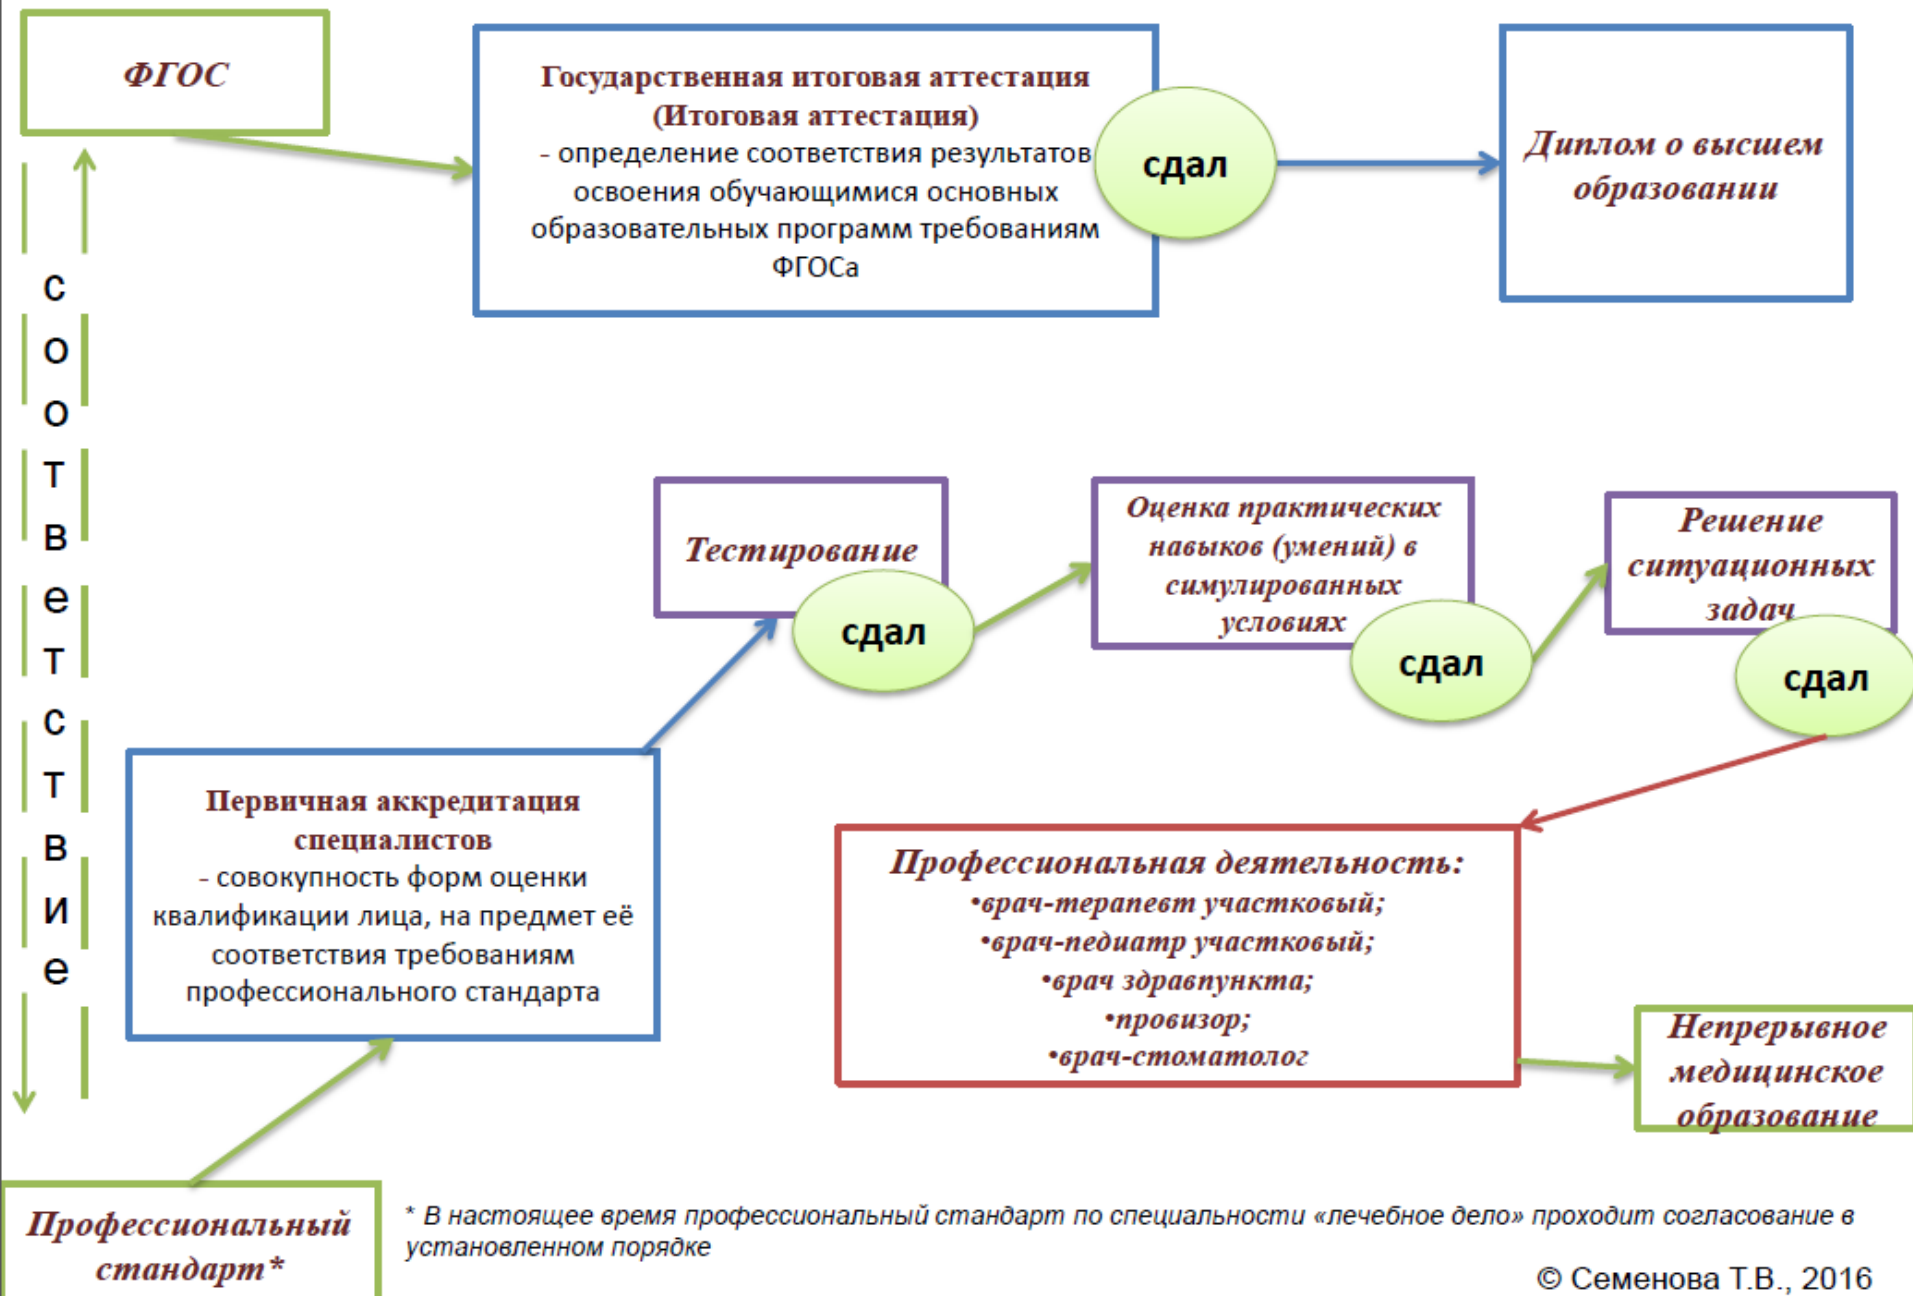 ФГОС
Государственная итоговая аттестация
(Итоговая аттестация)
- определение соответствия результатов
освоения обучающимися основных
образовательных программ требованиям
ФГОСа
сдал
Диплом о высшем
образовании
соответствие
Тестирование
сдал
Оценка практических
навыков (умений) в
симулированных
условиях
сдал
Решение
ситуационных
задач
сдал
Первичная аккредитация
специалистов
- совокупность форм оценки
квалификации лица, на предмет её
соответствия требованиям
профессионального стандарта
Профессиональная деятельность:
•врач-терапевт участковый;
•врач-педиатр участковый;
•врач здравпункта;
•провизор;
•врач-стоматолог
Непрерывное
медицинское
образование
Профессиональный
стандарт*
* В настоящее время профессиональный стандарт по специальности «лечебное дело» проходит согласование в
установленном порядке
© Семенова Т.В., 2016